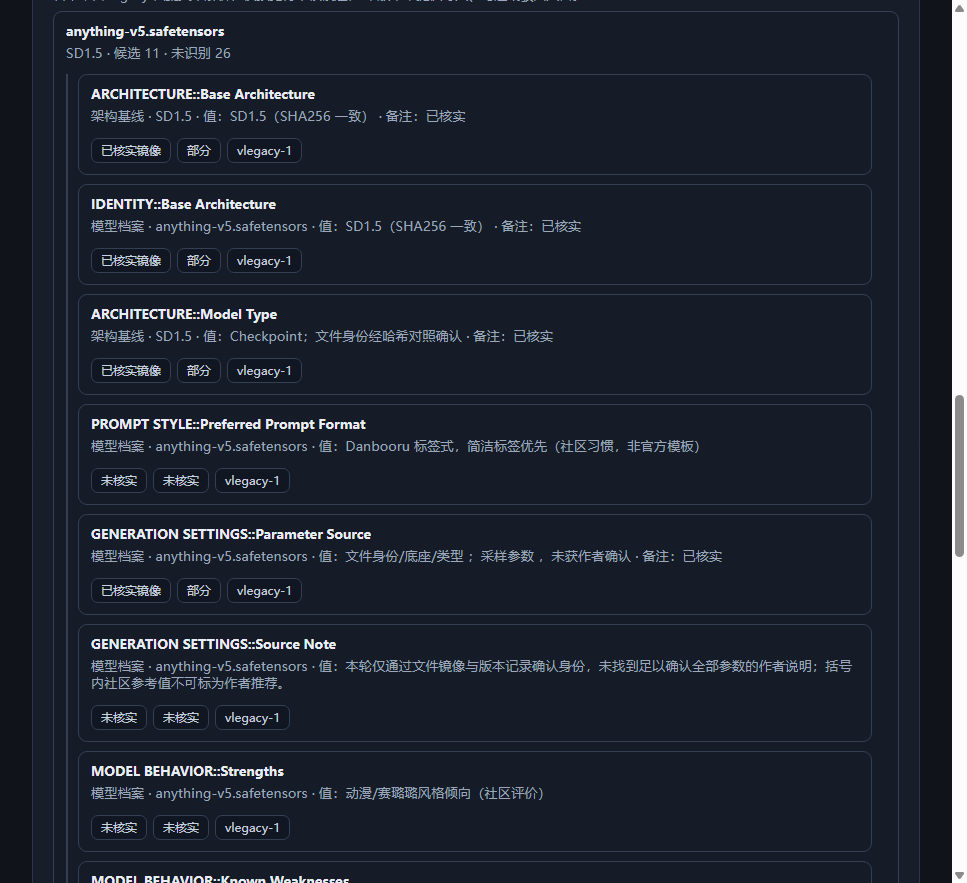 anything-v5.safetensors
SD1.5 · 候选 11 · 未识别 26
ARCHITECTURE::Base Architecture
架构基线 · SD1.5 · 值：SD1.5（SHA256 一致） · 备注：已核实
已核实镜像 部分 vlegacy-1
IDENTITY::Base Architecture
模型档案 · anything-v5.safetensors · 值：SD1.5（SHA256 一致） · 备注：已核实
已核实镜像 部分 vlegacy-1
ARCHITECTURE::Model Type
架构基线 · SD1.5 · 值：Checkpoint；文件身份经哈希对照确认 · 备注：已核实
已核实镜像 部分 vlegacy-1
PROMPT STYLE::Preferred Prompt Format
模型档案 · anything-v5.safetensors · 值：Danbooru 标签式，简洁标签优先（社区习惯，非官方模板）
未核实 未核实 vlegacy-1
GENERATION SETTINGS::Parameter Source
模型档案 · anything-v5.safetensors · 值：文件身份/底座/类型 ；采样参数 ，未获作者确认 · 备注：已核实
已核实镜像 部分 vlegacy-1
GENERATION SETTINGS::Source Note
模型档案 · anything-v5.safetensors · 值：本轮仅通过文件镜像与版本记录确认身份，未找到足以确认全部参数的作者说明；括号
内社区参考值不可标为作者推荐。
未核实 未核实 vlegacy-1
MODEL BEHAVIOR::Strengths
模型档案 · anything-v5.safetensors · 值：动漫/赛璐璐风格倾向（社区评价）
未核实 未核实 vlegacy-1
MODEL BEHAVIOR::Known Weaknesses